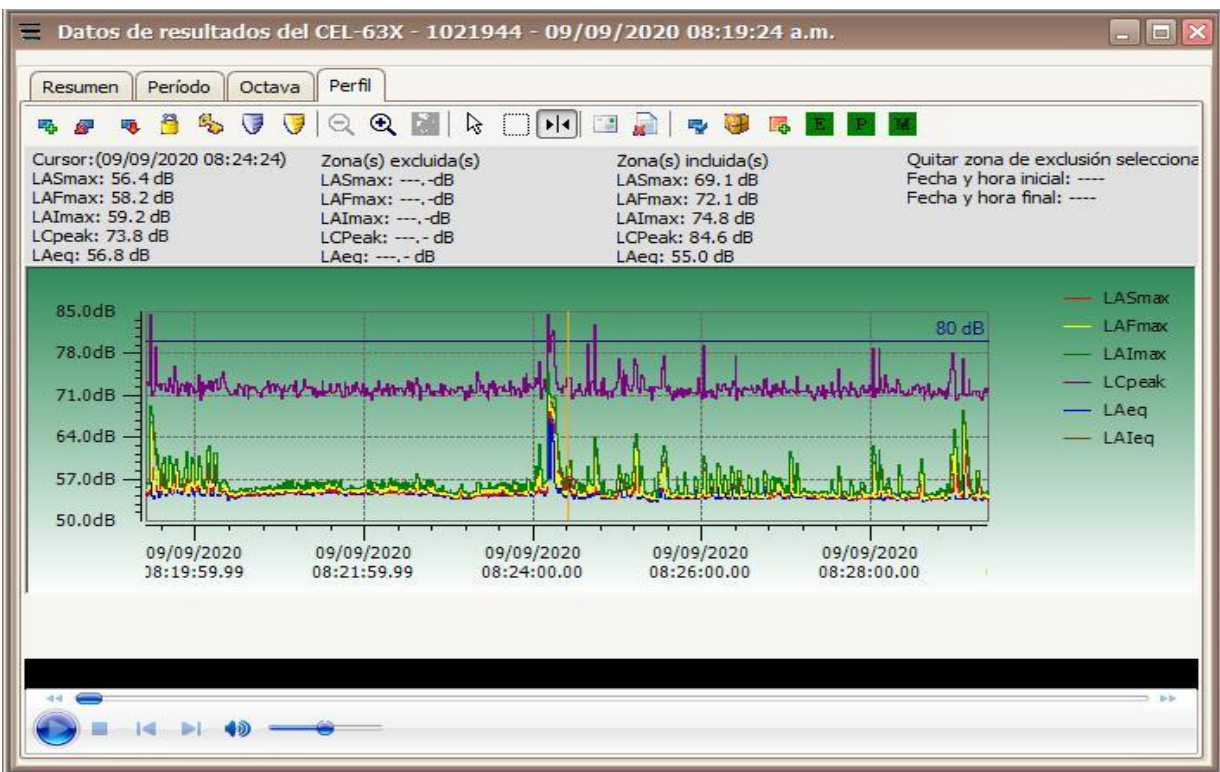 Datos de resultados del CEL-63X - 1021944 - 09/09/2020 08:19:24 a.m.
Resumen Período Octava Perfil
E P M
Cursor:(09/09/2020 08:24:24)
LASmax: 56.4 dB
LAFmax: 58.2 dB
LAImax: 59.2 dB
LCpeak: 73.8 dB
LAeq: 56.8 dB
Zona(s) excluida(s)
LASmax: ---.-dB
LAFmax: ---.-dB
LAImax: ---.-dB
LCPeak: ---.- dB
LAeq: ---.- dB
Zona(s) incluida(s)
LASmax: 69.1 dB
LAFmax: 72.1 dB
LAImax: 74.8 dB
LCPeak: 84.6 dB
LAeq: 55.0 dB
Quitar zona de exclusión selecciona
Fecha y hora inicial: ----
Fecha y hora final: ----
85.0dB
78.0dB
71.0dB
64.0dB
57.0dB
50.0dB
80 dB
LASmax
LAFmax
LAImax
LCpeak
LAeq
LAIeq
09/09/2020 09/09/2020 09/09/2020 09/09/2020 09/09/2020
08:19:59.99 08:21:59.99 08:24:00.00 08:26:00.00 08:28:00.00